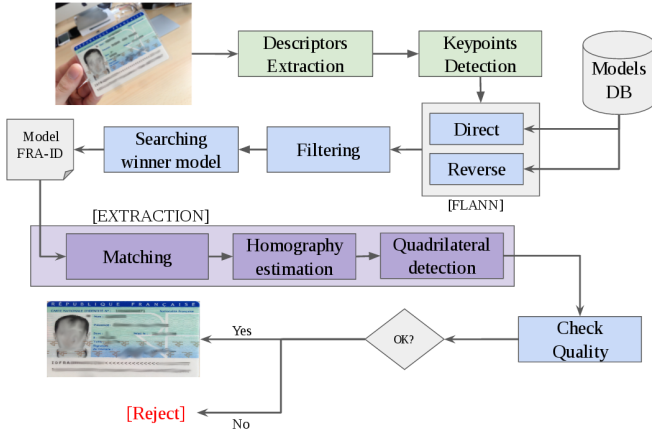 Descriptors
Extraction
Keypoints
Detection
Models
DB
Direct
Reverse
[FLANN]
Filtering
Searching
winner model
Model
FRA-ID
[EXTRACTION]
Matching
Homography
estimation
Quadrilateral
detection
Check
Quality
OK?
Yes
No
[Reject]
RÉPUBLIQUE FRANÇAISE